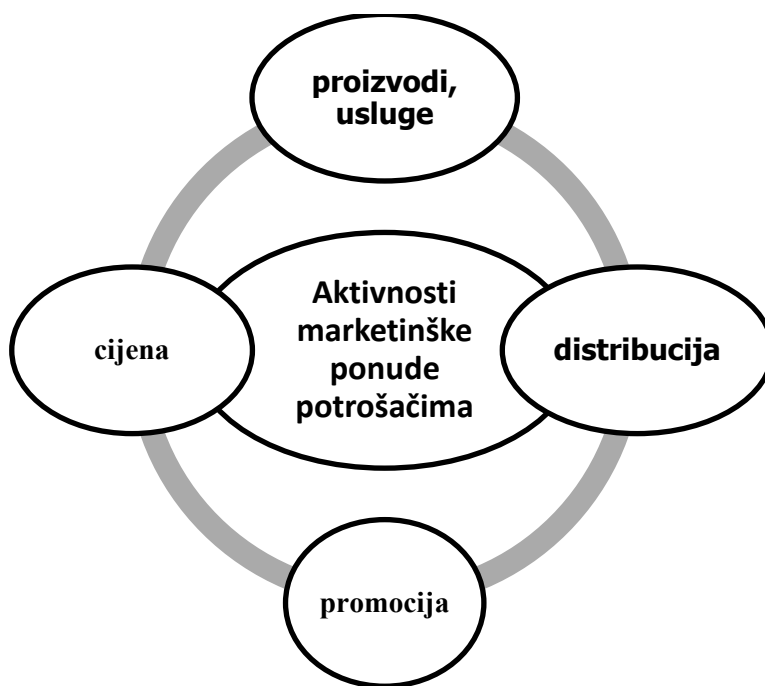 proizvodi,
usluge
Aktivnosti
marketinške
ponude
potrošačima
cijena
distribucija
promocija